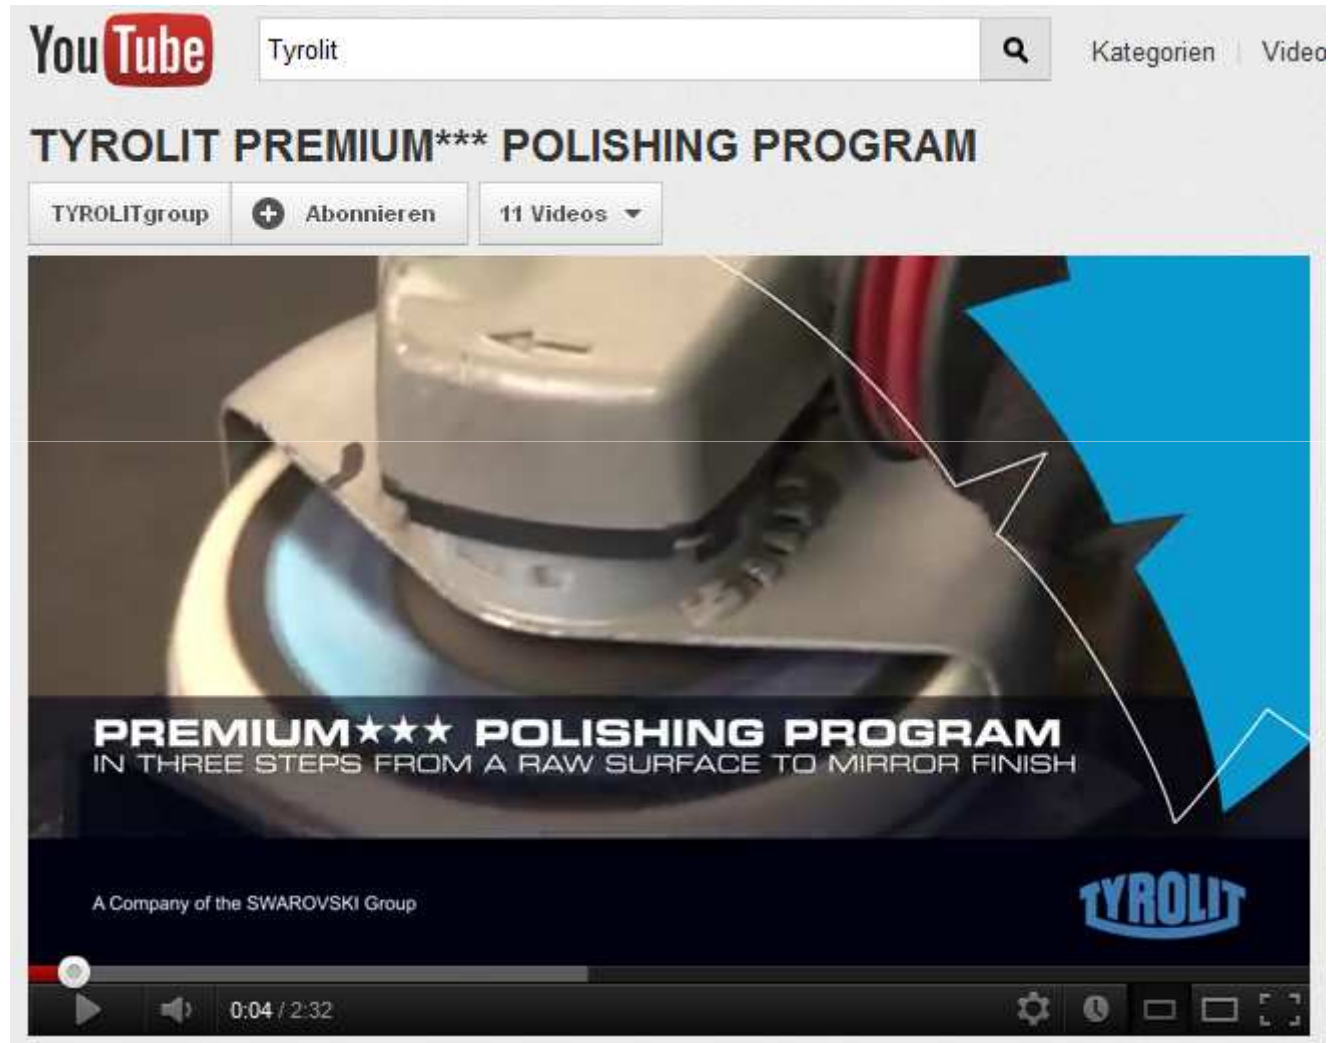 You Tube
Tyrolit
Kategorien
Video
TYROLIT PREMIUM*** POLISHING PROGRAM
TYROLITgroup
Abonnieren
11 Videos
PREMIUM★★★ POLISHING PROGRAM
IN THREE STEPS FROM A RAW SURFACE TO MIRROR FINISH
A Company of the SWAROVSKI Group
TYROLIT
0:04 / 2:32